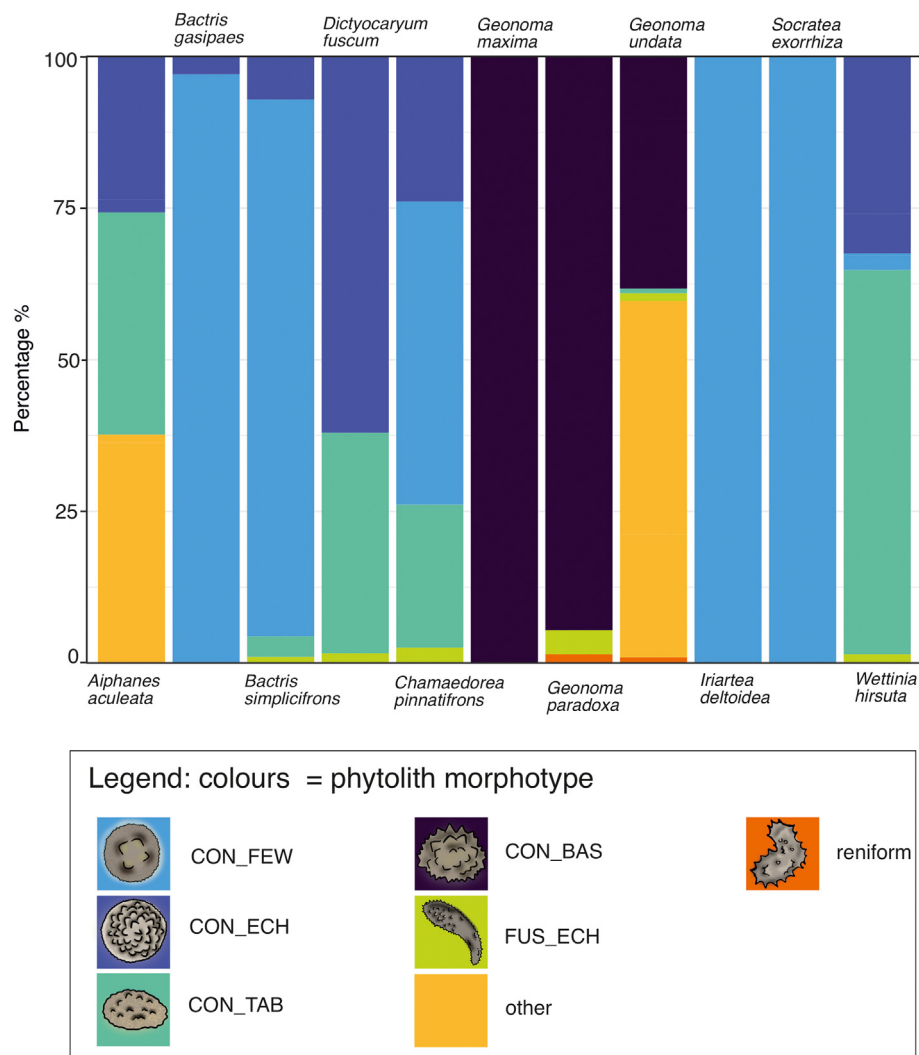 Bactris
gasipaes
Dictyocaryum
fuscum
Geonoma
maxima
Geonoma
undata
Socratea
exorrhiza
100
75
50
25
0
Percentage %
Aiphanes
aculeata
Bactris
simplicifrons
Chamaedorea
pinnatifrons
Geonoma
paradoxa
Iriartea
deltoidea
Wettinia
hirsuta
Legend: colours = phytolith morphotype
CON_FEW
CON_BAS
reniform
CON_ECH
FUS_ECH
CON_TAB
other